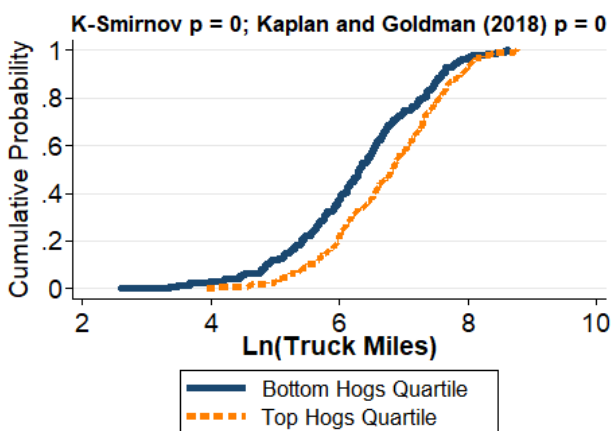 K-Smirnov p = 0; Kaplan and Goldman (2018) p = 0
Cumulative Probability
1
.8
.6
.4
.2
0
2 4 6 8 10
Ln(Truck Miles)
Bottom Hogs Quartile
Top Hogs Quartile